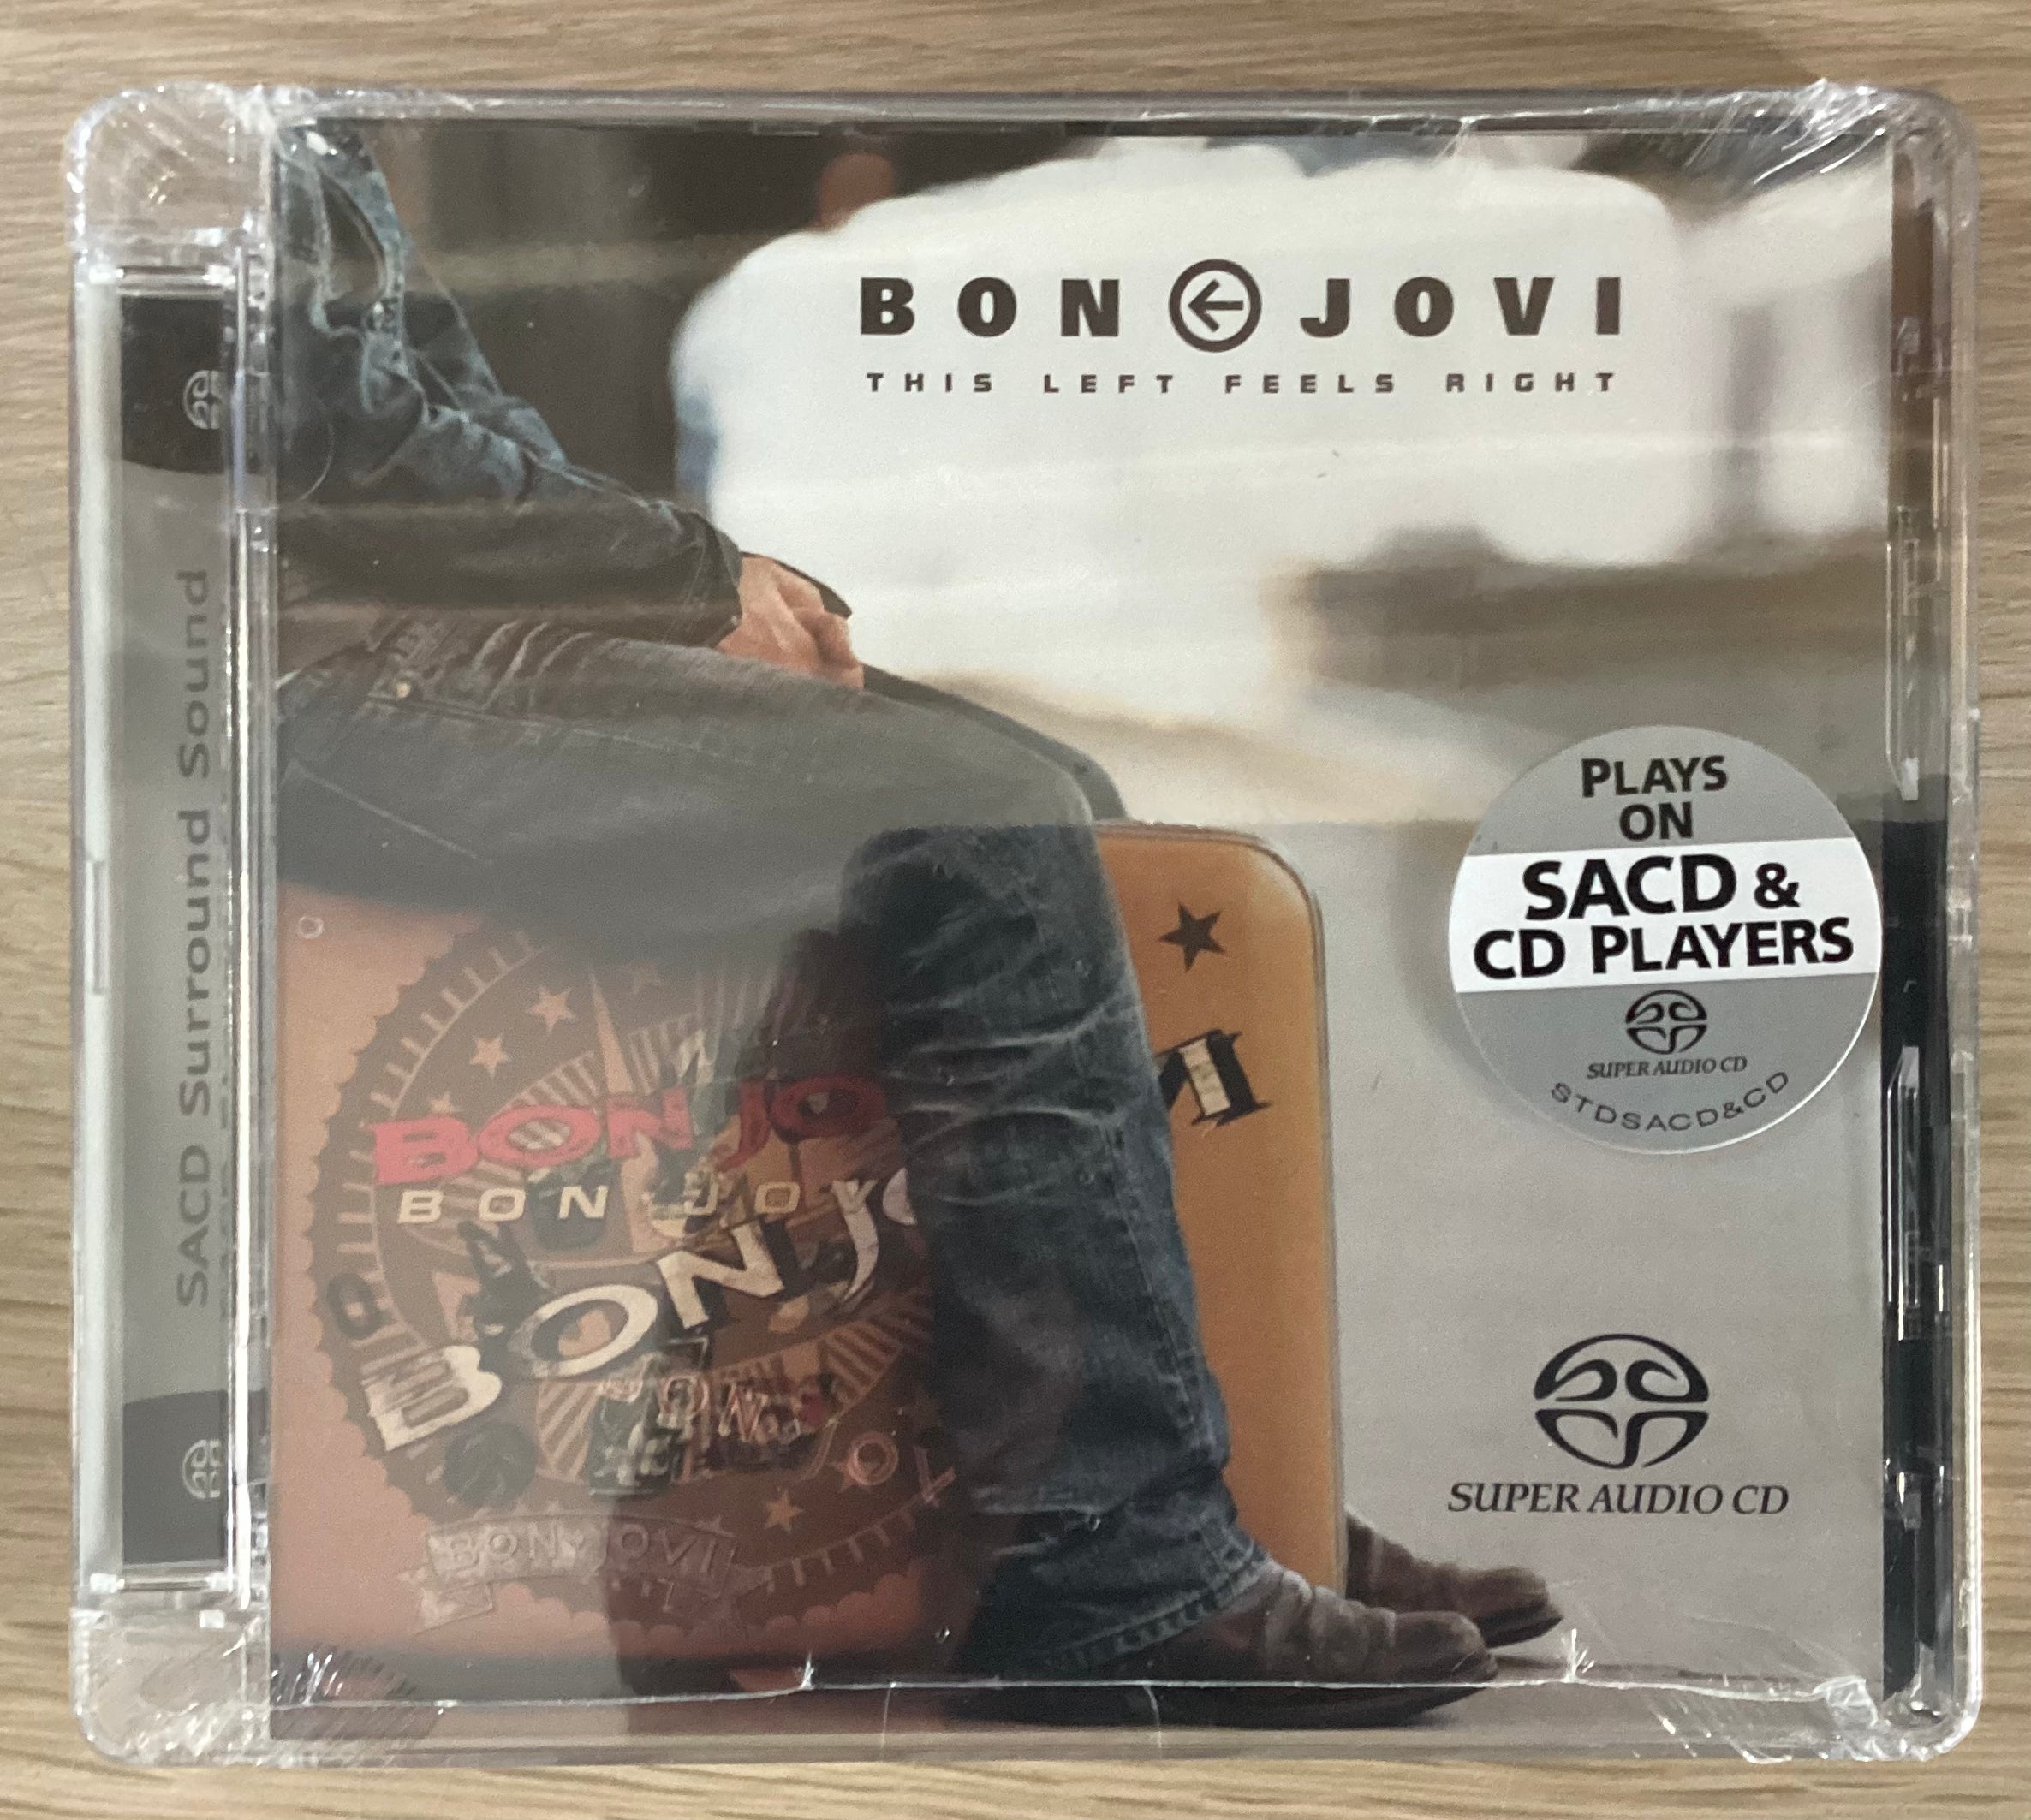 BON JOVI
THIS LEFT FEELS RIGHT
SACD Surround Sound
PLAYS
ON
SACD &
CD PLAYERS
SUPER AUDIO CD
STDSACD&CD
BON JO
BON JOV
BON JO
BON JOVI
SUPER AUDIO CD